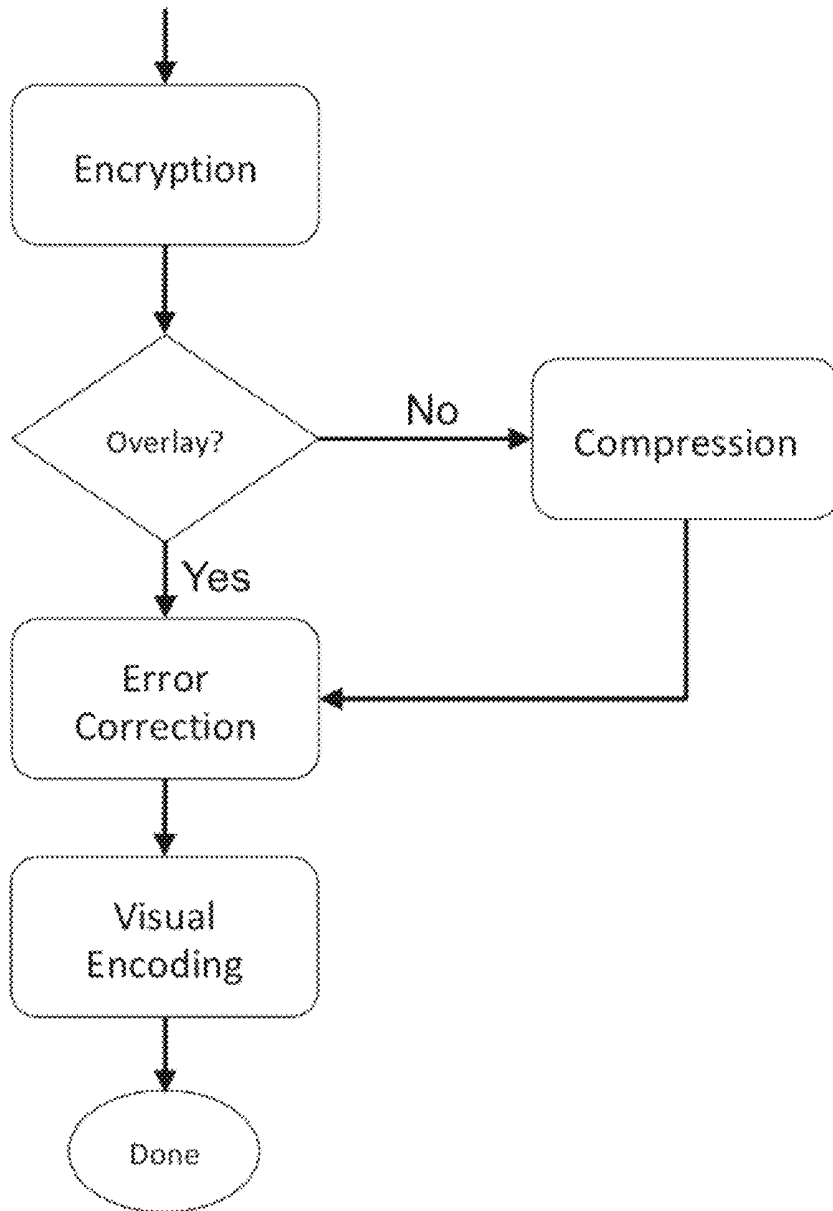 Encryption
Overlay?
No
Compression
Yes
Error
Correction
Visual
Encoding
Done